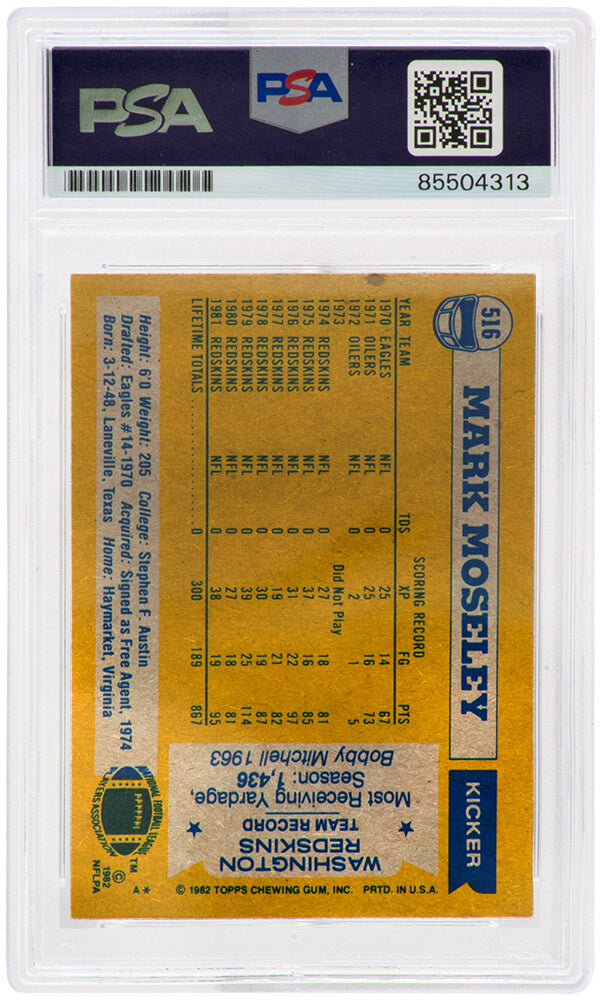 PSA
PSA
85504313
516
MARK MOSELEY
KICKER
SCORING RECORD
YEAR TEAM TDS XP FG PTS
1970 EAGLES NFL 0 25 14 67
1971 OILERS NFL 0 25 16 73
1972 OILERS NFL 0 2 1 5
1973 Did Not Play
1974 REDSKINS NFL 0 27 18 81
1975 REDSKINS NFL 0 37 16 85
1976 REDSKINS NFL 0 31 22 97
1977 REDSKINS NFL 0 19 21 82
1978 REDSKINS NFL 0 30 19 87
1979 REDSKINS NFL 0 39 25 114
1980 REDSKINS NFL 0 27 18 81
1981 REDSKINS NFL 0 38 19 95
LIFETIME TOTALS 0 300 189 867
Height: 6'0 Weight: 205 College: Stephen F. Austin
Drafted: Eagles #14-1970 Acquired: Signed as Free Agent, 1974
Born: 3-12-48, Laneville, Texas Home: Haymarket, Virginia
WASHINGTON
REDSKINS
TEAM RECORD
Most Receiving Yardage,
Season: 1,436
Bobby Mitchell 1963
NATIONAL FOOTBALL LEAGUE
PLAYERS ASSOCIATION
TM
©
1982
NFLPA
A*
© 1982 TOPPS CHEWING GUM, INC. PRTD. IN U.S.A.